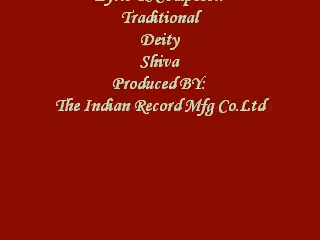 Traditional
Deity
Shiva
Produced BY:
The Indian Record Mfg Co.Ltd